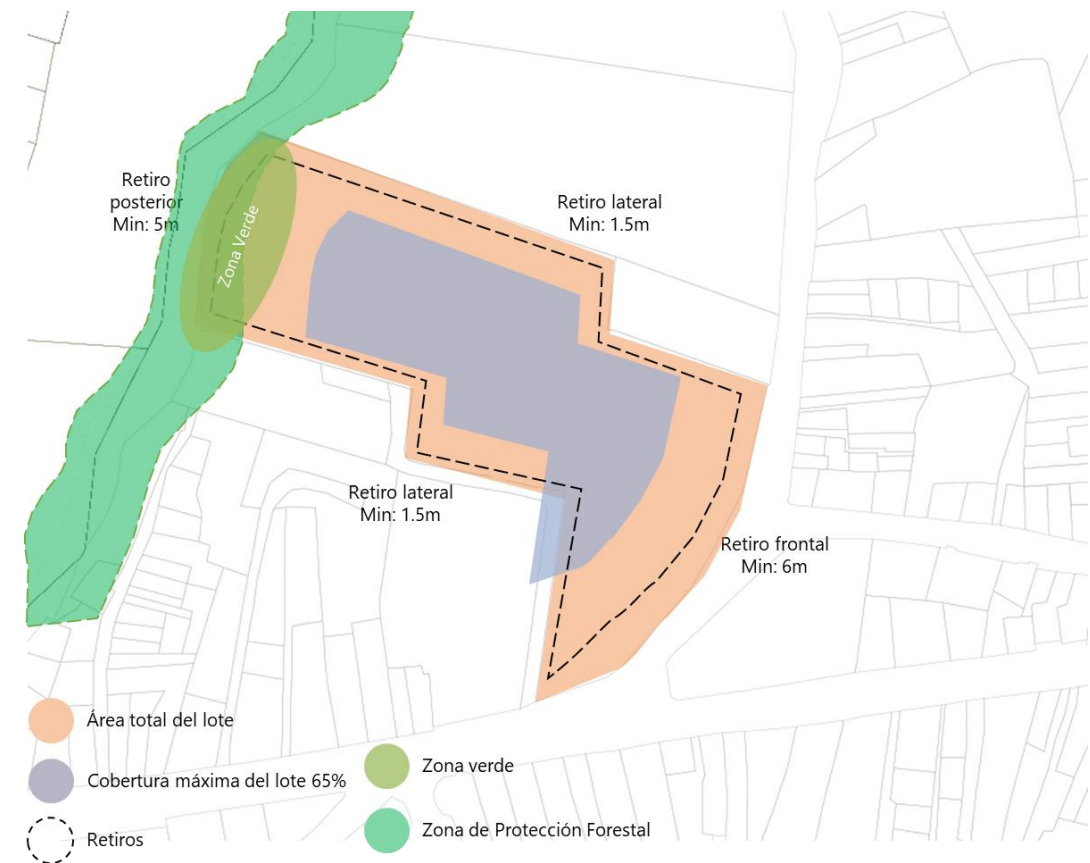 Retiro
posterior
Min: 5m
Zona Verde
Retiro lateral
Min: 1.5m
Retiro lateral
Min: 1.5m
Retiro frontal
Min: 6m
Área total del lote
Cobertura máxima del lote 65%
Retiros
Zona verde
Zona de Protección Forestal